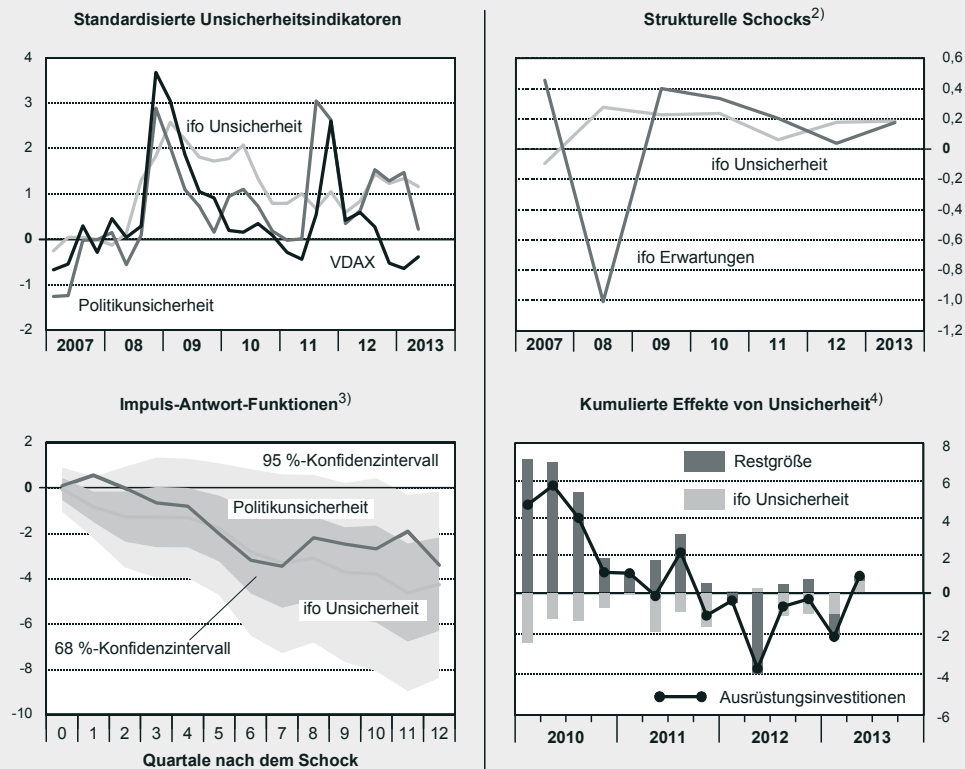 Standardisierte Unsicherheitsindikatoren
4
3
2
1
0
-1
-2
ifo Unsicherheit
VDAX
Politikunsicherheit
2007 08 09 10 11 12 2013
Strukturelle Schocks2)
0,6
0,4
0,2
0
-0,2
-0,4
-0,6
-0,8
-1,0
-1,2
ifo Unsicherheit
ifo Erwartungen
2007 08 09 10 11 12 2013
Impuls-Antwort-Funktionen3)
2
0
-2
-4
-6
-8
-10
95 %-Konfidenzintervall
Politikunsicherheit
ifo Unsicherheit
68 %-Konfidenzintervall
0 1 2 3 4 5 6 7 8 9 10 11 12
Quartale nach dem Schock
Kumulierte Effekte von Unsicherheit4)
8
6
4
2
0
-2
-4
-6
Restgröße
ifo Unsicherheit
Ausrüstungsinvestitionen
2010 2011 2012 2013